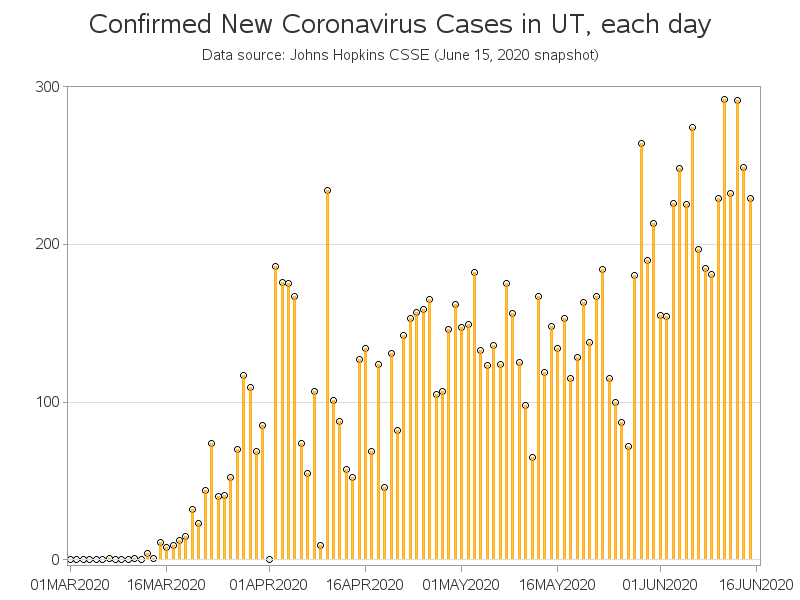 Confirmed New Coronavirus Cases in UT, each day
Data source: Johns Hopkins CSSE (June 15, 2020 snapshot)
300
200
100
0
01MAR2020 16MAR2020 01APR2020 16APR2020 01MAY2020 16MAY2020 01JUN2020 16JUN2020